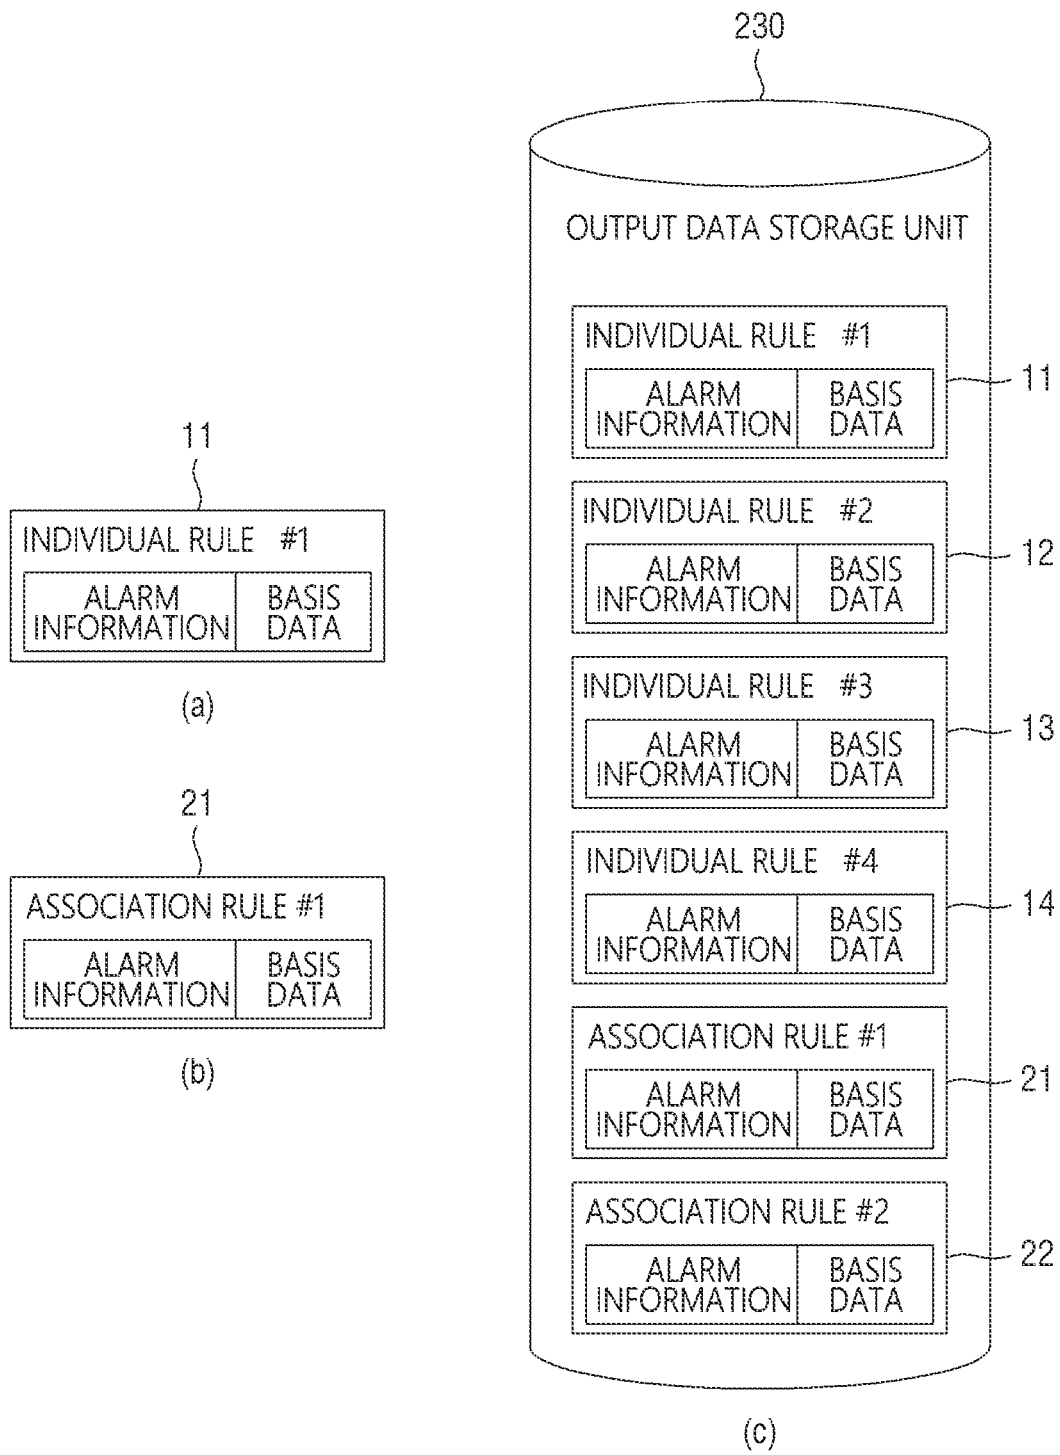 230
OUTPUT DATA STORAGE UNIT
INDIVIDUAL RULE #1
ALARM INFORMATION
BASIS DATA
11
INDIVIDUAL RULE #2
ALARM INFORMATION
BASIS DATA
12
INDIVIDUAL RULE #3
ALARM INFORMATION
BASIS DATA
13
INDIVIDUAL RULE #4
ALARM INFORMATION
BASIS DATA
14
ASSOCIATION RULE #1
ALARM INFORMATION
BASIS DATA
21
ASSOCIATION RULE #2
ALARM INFORMATION
BASIS DATA
22
(c)
11
INDIVIDUAL RULE #1
ALARM INFORMATION
BASIS DATA
(a)
21
ASSOCIATION RULE #1
ALARM INFORMATION
BASIS DATA
(b)